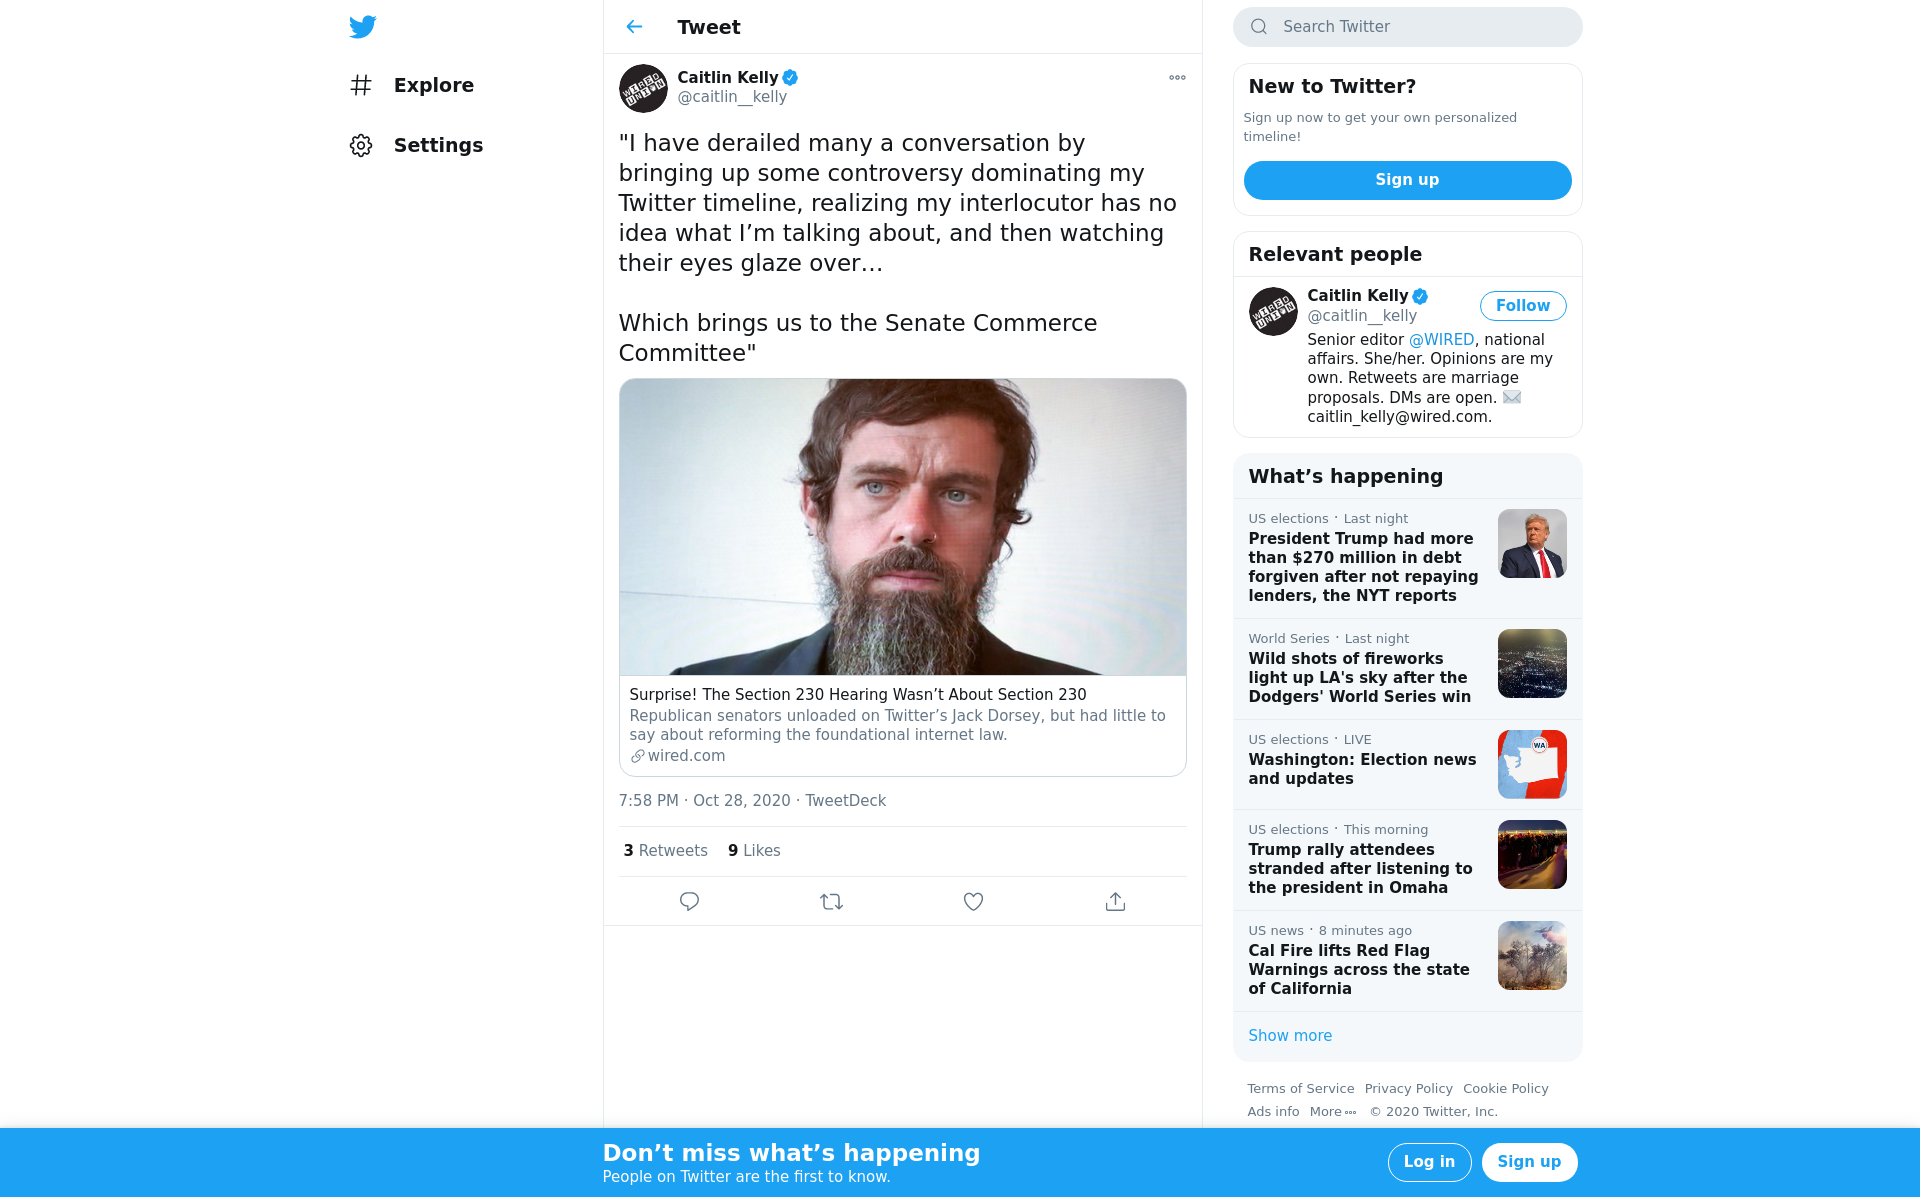 Explore
Settings
Tweet
Caitlin Kelly
@caitlin__kelly
"I have derailed many a conversation by
bringing up some controversy dominating my
Twitter timeline, realizing my interlocutor has no
idea what I’m talking about, and then watching
their eyes glaze over…
Which brings us to the Senate Commerce
Committee"
Surprise! The Section 230 Hearing Wasn’t About Section 230
Republican senators unloaded on Twitter’s Jack Dorsey, but had little to
say about reforming the foundational internet law.
wired.com
7:58 PM · Oct 28, 2020 · TweetDeck
3 Retweets 9 Likes
Search Twitter
New to Twitter?
Sign up now to get your own personalized
timeline!
Sign up
Relevant people
WIRED
UNION
Caitlin Kelly
@caitlin__kelly
Follow
Senior editor @WIRED, national
affairs. She/her. Opinions are my
own. Retweets are marriage
proposals. DMs are open.
caitlin_kelly@wired.com.
What’s happening
US elections · Last night
President Trump had more
than $270 million in debt
forgiven after not repaying
lenders, the NYT reports
World Series · Last night
Wild shots of fireworks
light up LA's sky after the
Dodgers' World Series win
US elections · LIVE
Washington: Election news
and updates
WA
US elections · This morning
Trump rally attendees
stranded after listening to
the president in Omaha
US news · 8 minutes ago
Cal Fire lifts Red Flag
Warnings across the state
of California
Show more
Terms of Service Privacy Policy Cookie Policy
Ads info More © 2020 Twitter, Inc.
Don’t miss what’s happening
People on Twitter are the first to know.
Log in
Sign up